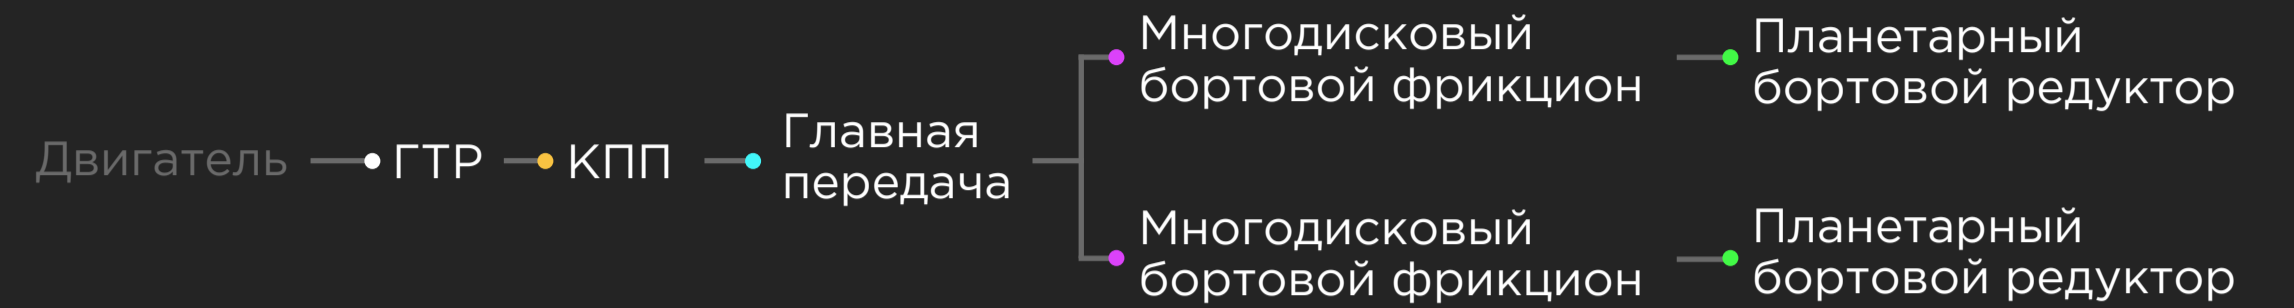 Двигатель
ГТР
КПП
Главная
передача
Многодисковый
бортовой фрикцион
Планетарный
бортовой редуктор
Многодисковый
бортовой фрикцион
Планетарный
бортовой редуктор